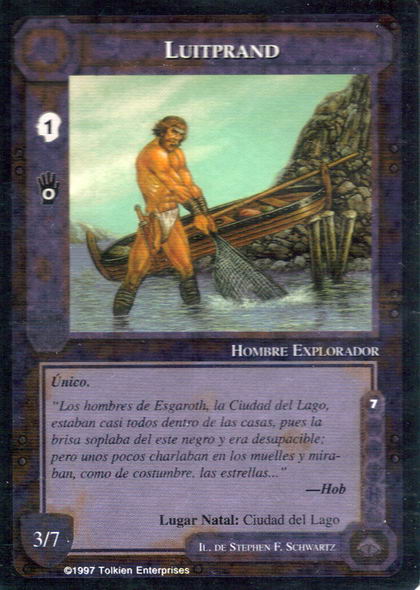 LUITPRAND
1
0
HOMBRE EXPLORADOR
Único.
"Los hombres de Esgaroth, la Ciudad del Lago,
estaban casi todos dentro de las casas, pues la
brisa soplaba del este negro y era desapacible;
pero unos pocos charlaban en los muelles y mira-
ban, como de costumbre, las estrellas..."
—Hob
7
Lugar Natal: Ciudad del Lago
3/7
IL. DE STEPHEN F. SCHWARTZ
©1997 Tolkien Enterprises